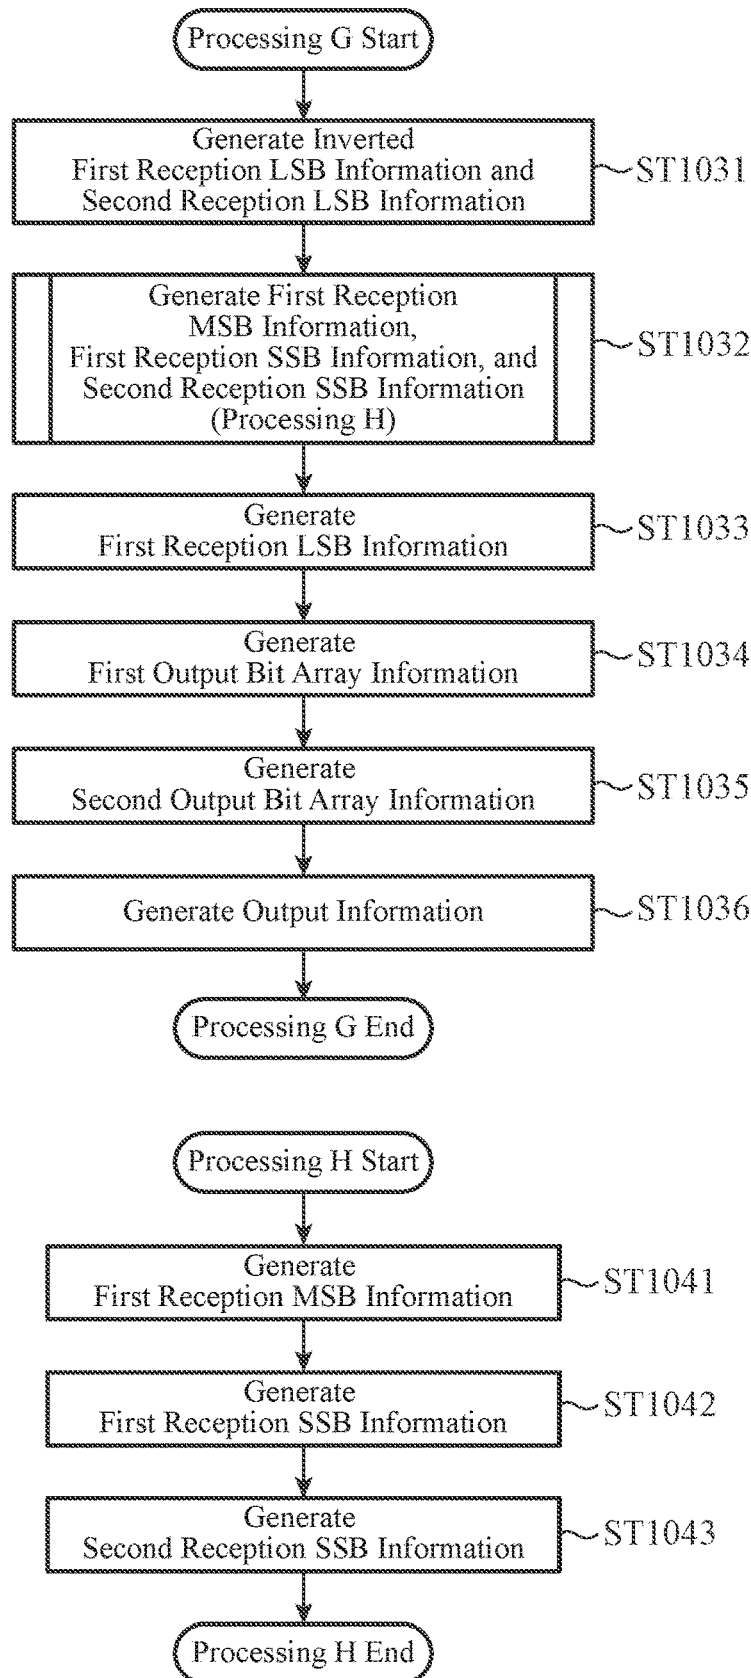 Processing G Start
Generate Inverted
First Reception LSB Information and
Second Reception LSB Information
ST1031
Generate First Reception
MSB Information,
First Reception SSB Information, and
Second Reception SSB Information
(Processing H)
ST1032
Generate
First Reception LSB Information
ST1033
Generate
First Output Bit Array Information
ST1034
Generate
Second Output Bit Array Information
ST1035
Generate Output Information
ST1036
Processing G End
Processing H Start
Generate
First Reception MSB Information
ST1041
Generate
First Reception SSB Information
ST1042
Generate
Second Reception SSB Information
ST1043
Processing H End